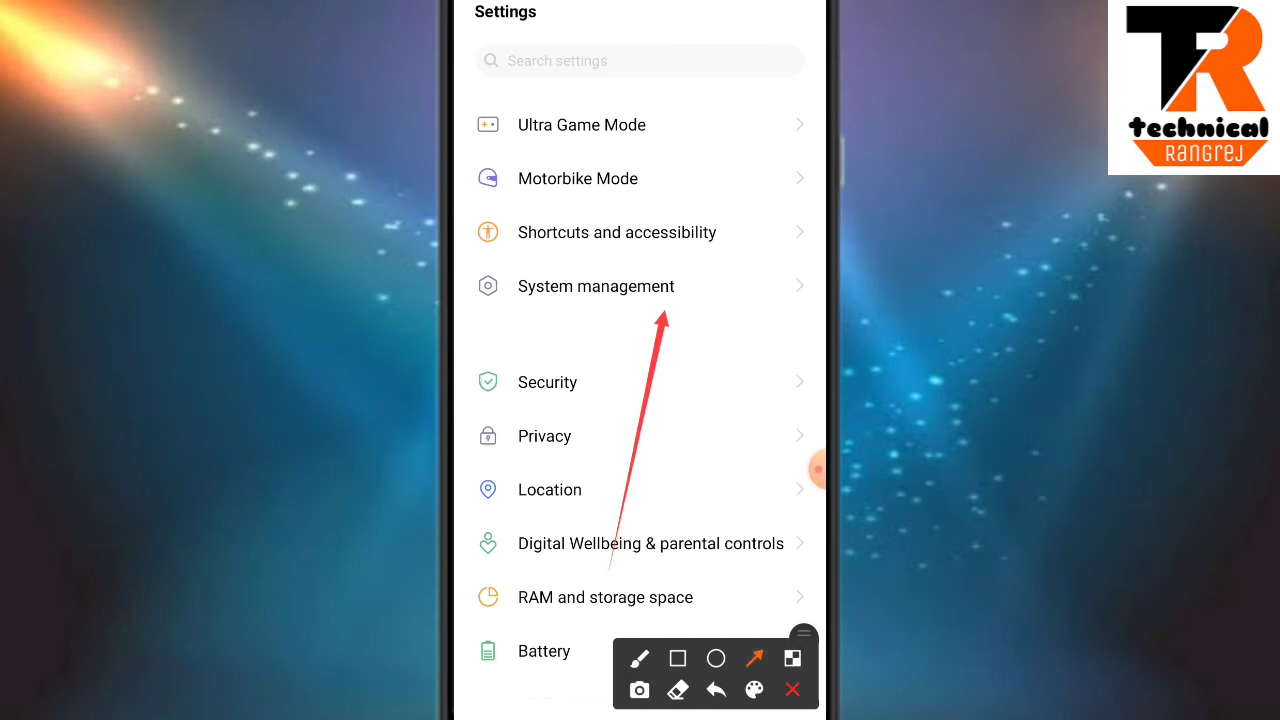 Settings
Search settings
Ultra Game Mode
Motorbike Mode
Shortcuts and accessibility
System management
Security
Privacy
Location
Digital Wellbeing & parental controls
RAM and storage space
Battery
TR
technical
Rangrej